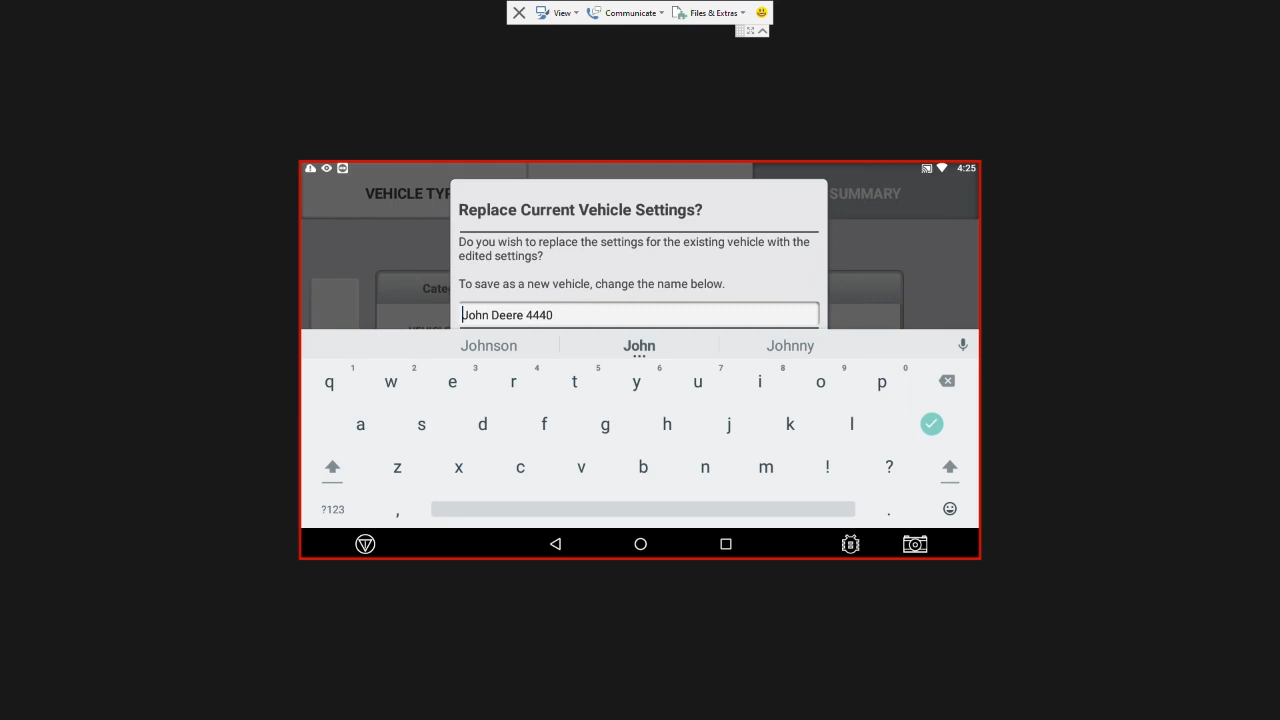 View Communicate Files & Extras
4:25
VEHICLE TYP SUMMARY
Replace Current Vehicle Settings?
Do you wish to replace the settings for the existing vehicle with the
edited settings?
Cate
To save as a new vehicle, change the name below.
John Deere 4440
Johnson John Johnny
1 2 3 4 5 6 7 8 9 0
q w e r t y u i o p
a s d f g h j k l
z x c v b n m ! ?
?123 , .